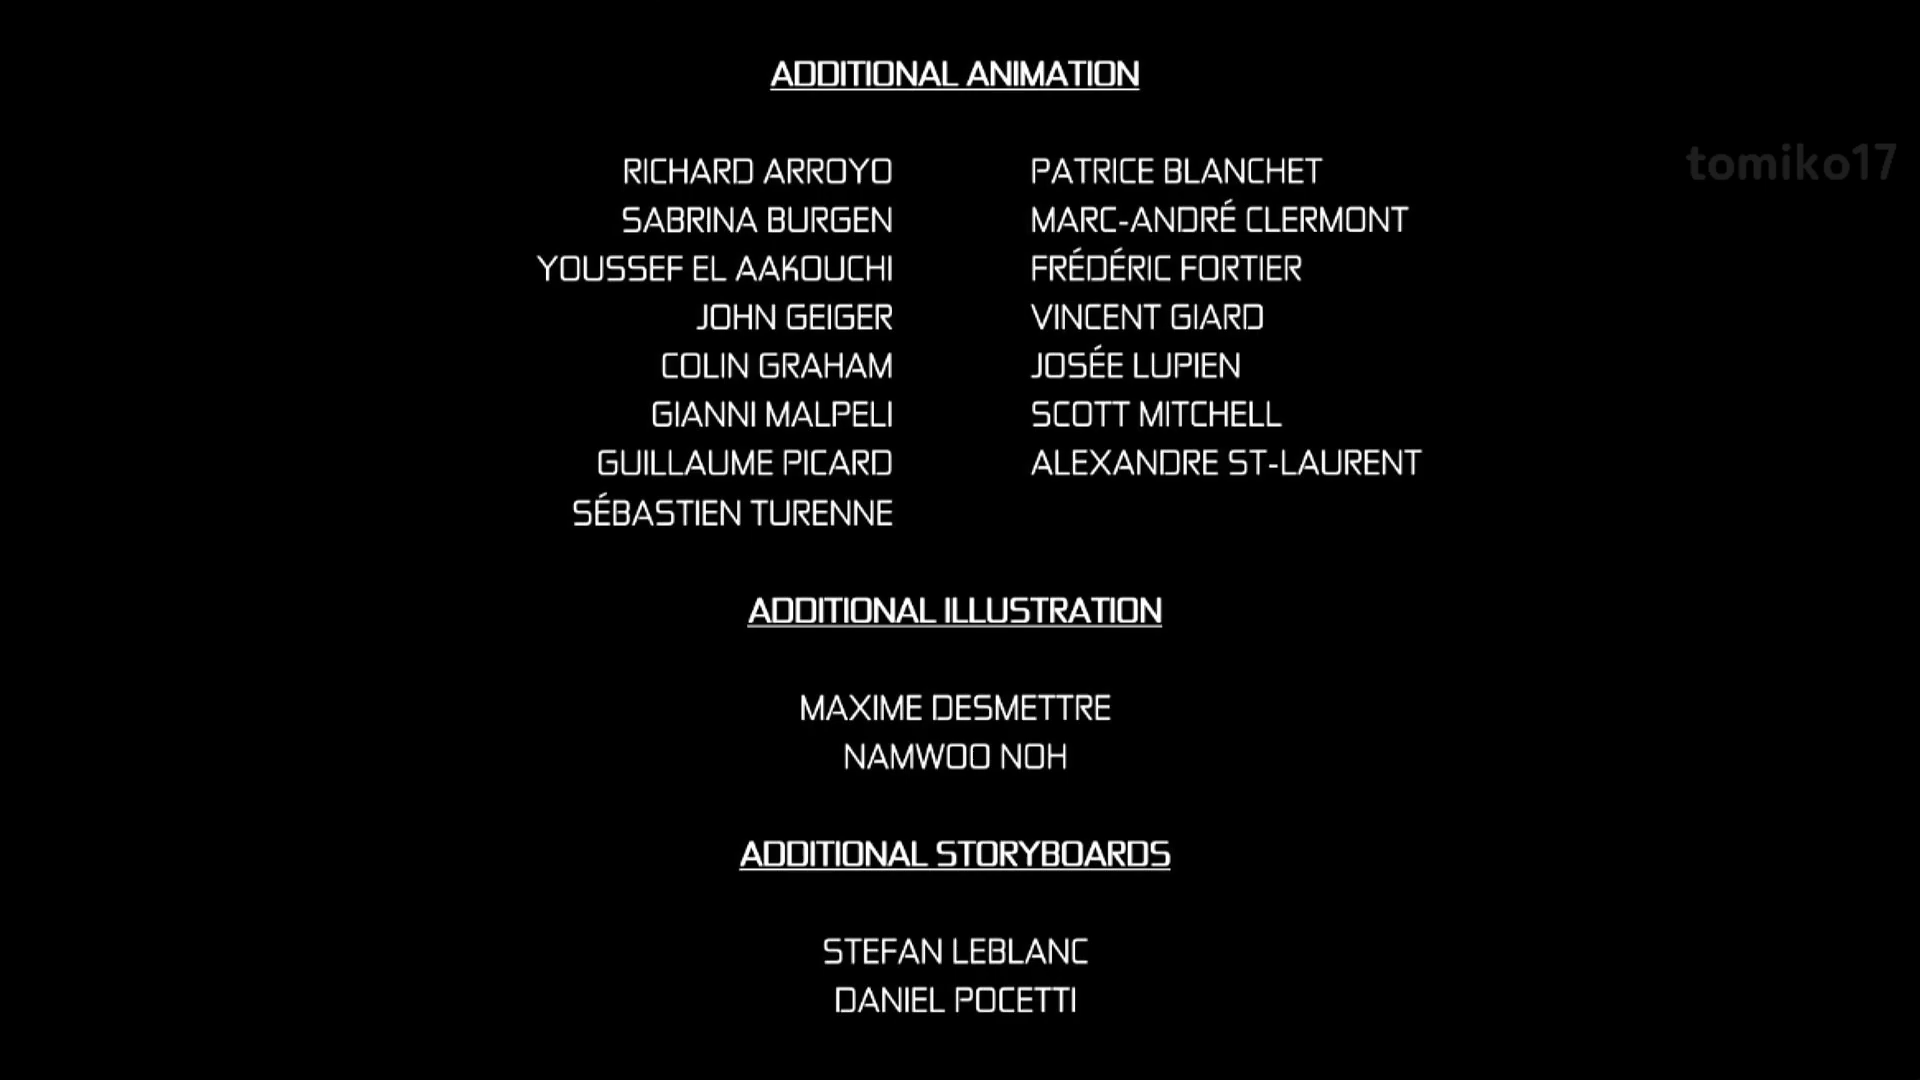 ADDITIONAL ANIMATION
tomiko17
RICHARD ARROYO PATRICE BLANCHET
SABRINA BURGEN MARC-ANDRÉ CLERMONT
YOUSSEF EL AAKOUCHI FRÉDÉRIC FORTIER
JOHN GEIGER VINCENT GIARD
COLIN GRAHAM JOSÉE LUPIEN
GIANNI MALPELI SCOTT MITCHELL
GUILLAUME PICARD ALEXANDRE ST-LAURENT
SÉBASTIEN TURENNE
ADDITIONAL ILLUSTRATION
MAXIME DESMETTRE
NAMWOO NOH
ADDITIONAL STORYBOARDS
STEFAN LEBLANC
DANIEL POCETTI